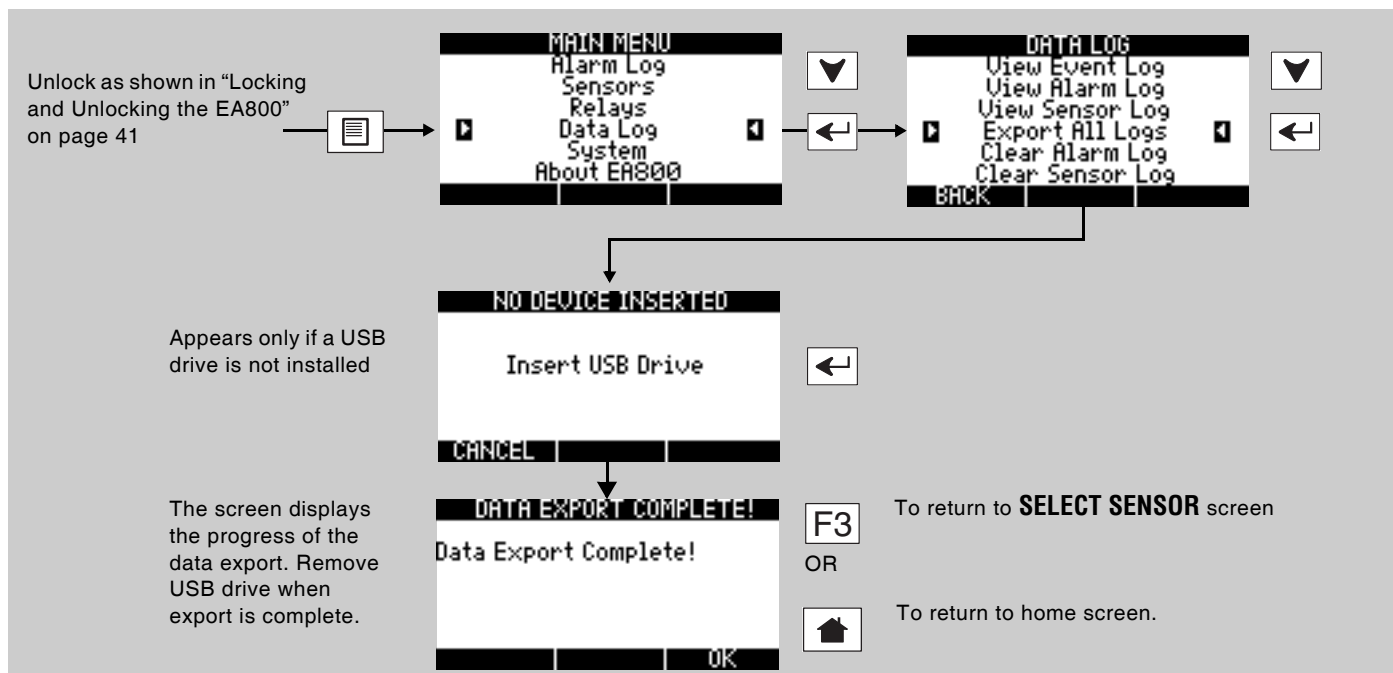 Unlock as shown in “Locking
and Unlocking the EA800”
on page 41
MAIN MENU
Alarm Log
Sensors
Relays
Data Log
System
About EA800
DATA LOG
View Event Log
View Alarm Log
View Sensor Log
Export All Logs
Clear Alarm Log
Clear Sensor Log
BACK
Appears only if a USB
drive is not installed
NO DEVICE INSERTED
Insert USB Drive
CANCEL
The screen displays
the progress of the
data export. Remove
USB drive when
export is complete.
DATA EXPORT COMPLETE!
Data Export Complete!
OK
F3
OR
To return to SELECT SENSOR screen
To return to home screen.